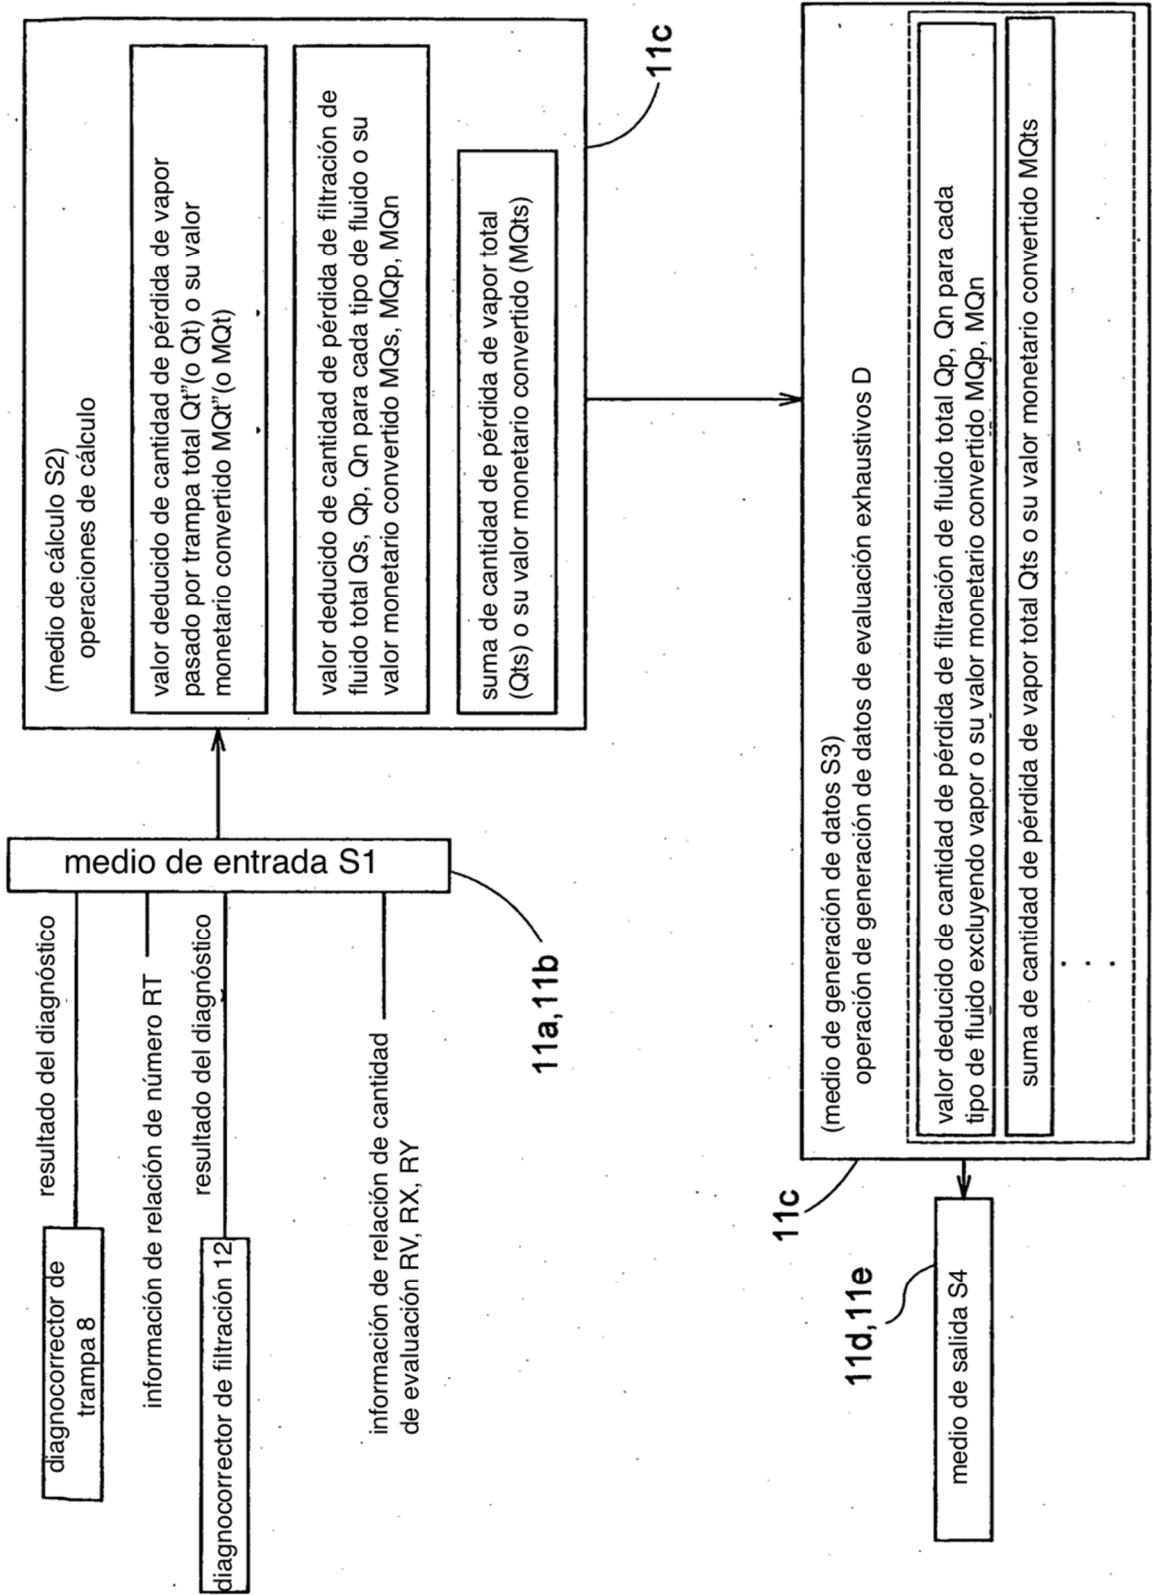 diagnocorrector de
trampa 8
resultado del diagnóstico
información de relación de número RT
diagnocorrector de filtración 12
resultado del diagnóstico
información de relación de cantidad
de evaluación RV, RX, RY
medio de entrada S1
11a,11b
(medio de cálculo S2)
operaciones de cálculo
valor deducido de cantidad de pérdida de vapor
pasado por trampa total Qt"(o Qt) o su valor
monetario convertido MQt"(o MQt)
valor deducido de cantidad de pérdida de filtración de
fluido total Qs, Qp, Qn para cada tipo de fluido o su
valor monetario convertido MQs, MQp, MQn
suma de cantidad de pérdida de vapor total
(Qts) o su valor monetario convertido (MQts)
11c
(medio de generación de datos S3)
operación de generación de datos de evaluación exhaustivos D
valor deducido de cantidad de pérdida de filtración de fluido total Qp, Qn para cada
tipo de fluido excluyendo vapor o su valor monetario convertido MQp, MQn
suma de cantidad de pérdida de vapor total Qts o su valor monetario convertido MQts
. . .
11c
medio de salida S4
11d,11e